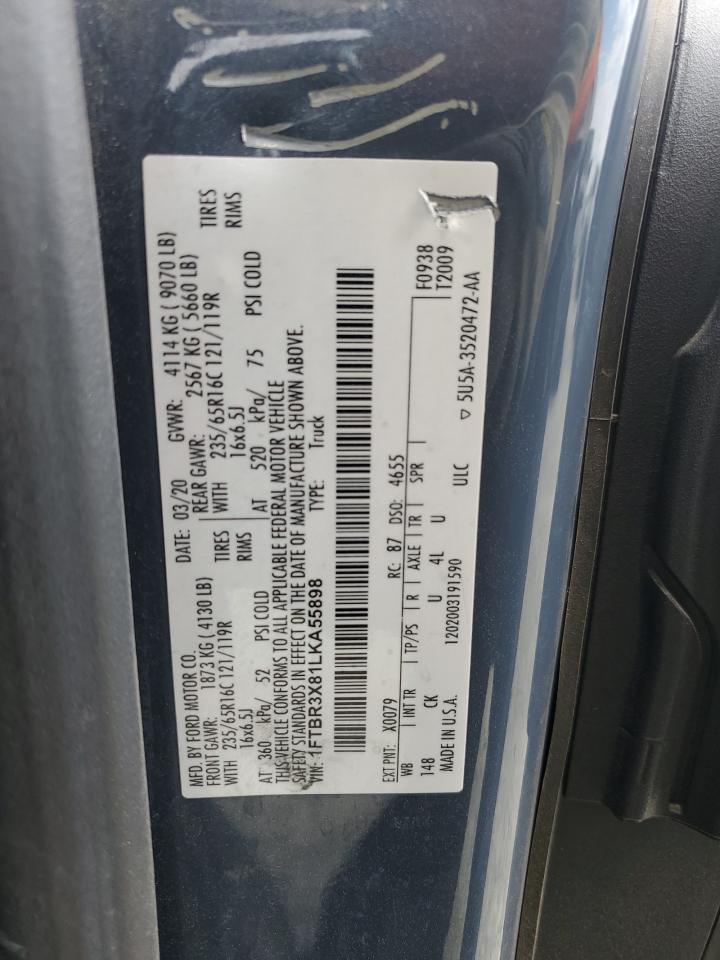 MFD. BY FORD MOTOR CO. DATE: 03/20 GVWR: 4114 KG ( 9070 LB)
FRONT GAWR: 1873 KG ( 4130 LB) REAR GAWR: 2567 KG ( 5660 LB)
WITH 235/65R16C 121/119R TIRES WITH 235/65R16C 121/119R TIRES
16x6.5J RIMS 16x6.5J RIMS
AT 360 kPa/ 52 PSI COLD AT 520 kPa/ 75 PSI COLD
THIS VEHICLE CONFORMS TO ALL APPLICABLE FEDERAL MOTOR VEHICLE
SAFETY STANDARDS IN EFFECT ON THE DATE OF MANUFACTURE SHOWN ABOVE.
VIN: 1FTBR3X81LKA55898 TYPE: Truck
EXT PNT: X0079 RC: 87 DSO: 4655 F0938
T2009
WB INT TR TP/PS R AXLE TR SPR
148 CK U 4L U
MADE IN U.S.A. 1202003191590 ULC ▽ 5U5A-3520472-AA